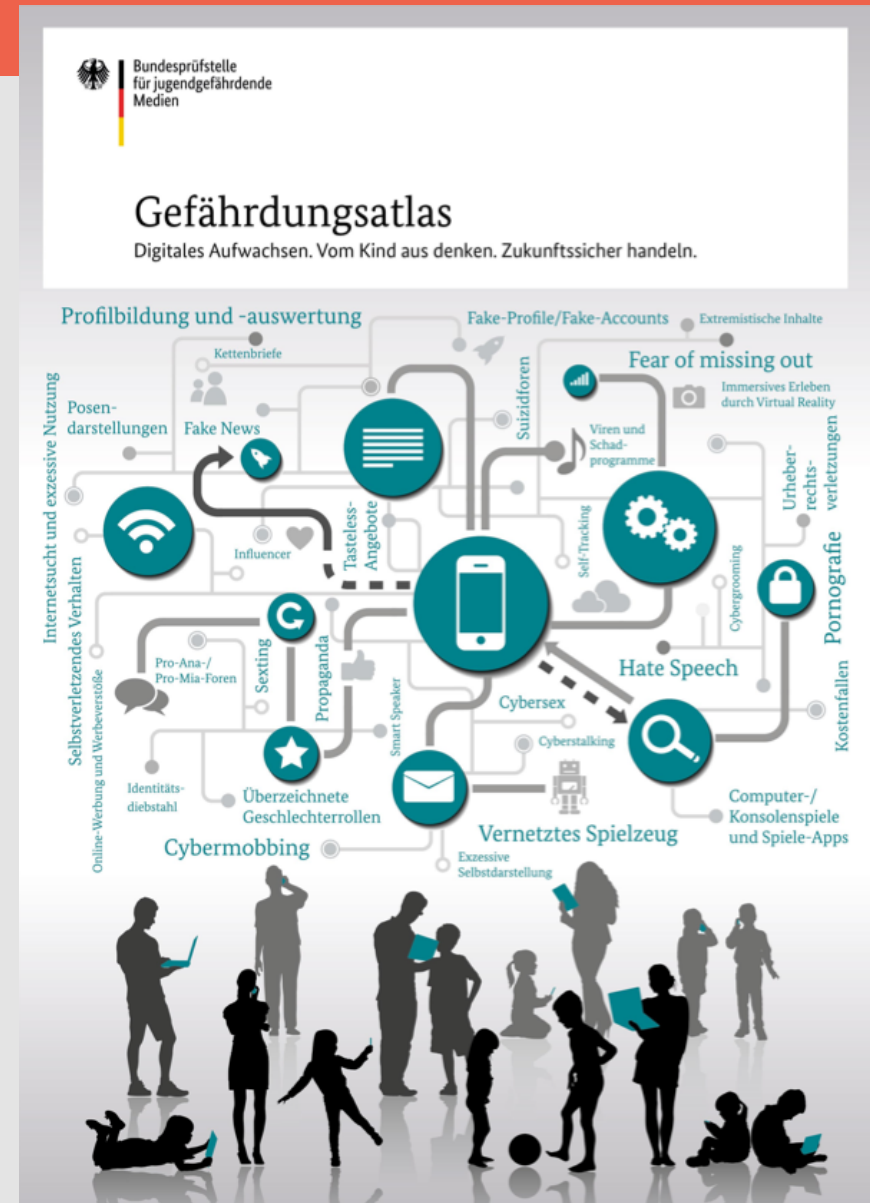 Bundesprüfstelle
für jugendgefährdende
Medien
Gefährdungsatlas
Digitales Aufwachsen. Vom Kind aus denken. Zukunftssicher handeln.
Profilbildung und -auswertung
Fake-Profile/Fake-Accounts
Extremistische Inhalte
Kettenbriefe
Fear of missing out
Immersives Erleben
durch Virtual Reality
Internetsucht und exzessive Nutzung
Posen-
darstellungen
Fake News
Suizidforen
Viren und
Schad-
programme
Urheber-
rechts-
verletzungen
Influencer
Tasteless-
Angebote
Self-Tracking
Cybergrooming
Pornografie
Selbstverletzendes Verhalten
Pro-Ana-/
Pro-Mia-Foren
Sexting
Propaganda
Hate Speech
Smart Speaker
Cybersex
Cyberstalking
Kostenfallen
Online-Werbung und Werbeverstöße
Identitäts-
diebstahl
Überzeichnete
Geschlechterrollen
Computer-/
Konsolenspiele
und Spiele-Apps
Cybermobbing
Vernetztes Spielzeug
Exzessive
Selbstdarstellung